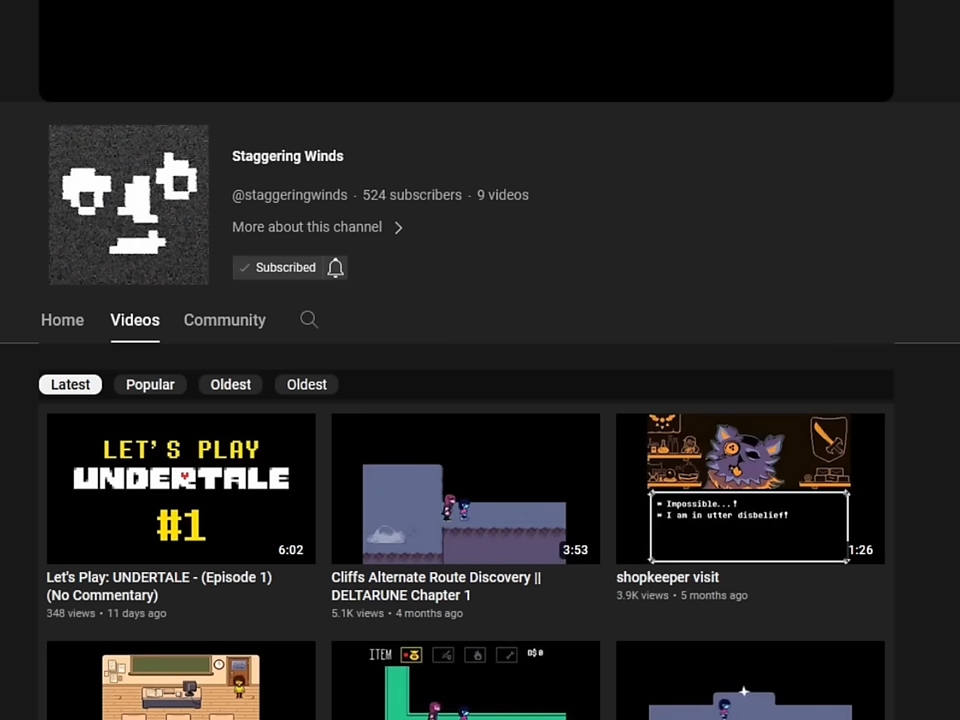 Staggering Winds
@staggeringwinds · 524 subscribers · 9 videos
More about this channel
Subscribed
Home Videos Community
Latest Popular Oldest Oldest
LET'S PLAY
UNDERTALE
#1
6:02
3:53
* Impossible...!
* I am in utter disbelief!
1:26
Let's Play: UNDERTALE - (Episode 1)
(No Commentary)
348 views • 11 days ago
Cliffs Alternate Route Discovery ||
DELTARUNE Chapter 1
5.1K views • 4 months ago
shopkeeper visit
3.9K views • 5 months ago
ITEM
D$ 0